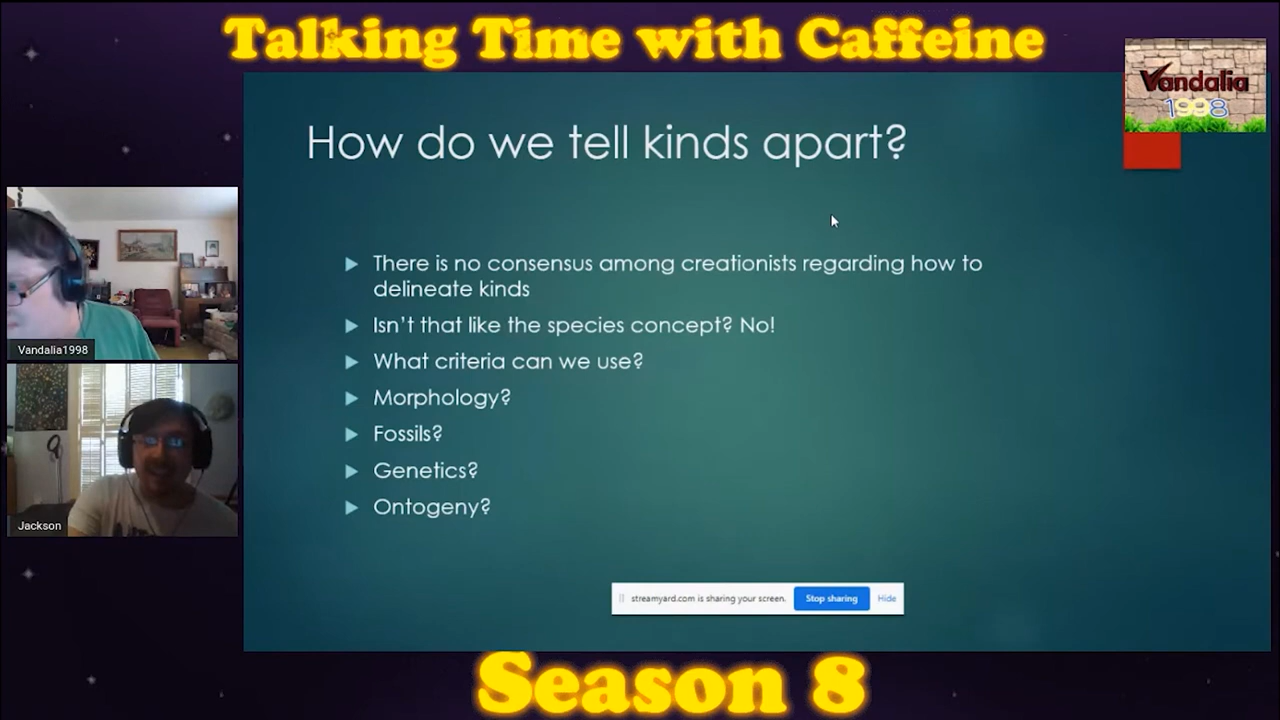 Talking Time with Caffeine
Vandalia
1998
How do we tell kinds apart?
There is no consensus among creationists regarding how to
delineate kinds
Isn't that like the species concept? No!
What criteria can we use?
Morphology?
Fossils?
Genetics?
Ontogeny?
Vandalia1998
Jackson
streamyard.com is sharing your screen.
Stop sharing
Hide
Season 8